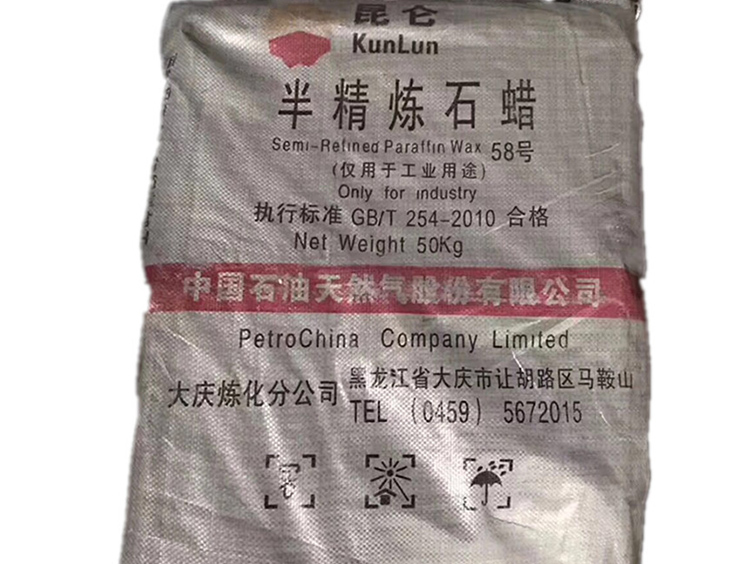 昆仑
KunLun
半精炼石蜡
Semi-Refined Paraffin Wax 58号
(仅用于工业用途)
Only for industry
执行标准 GB/T 254-2010 合格
Net Weight 50Kg
中国石油天然气股份有限公司
PetroChina Company Limited
大庆炼化分公司 黑龙江省大庆市让胡路区马鞍山
TEL (0459) 5672015